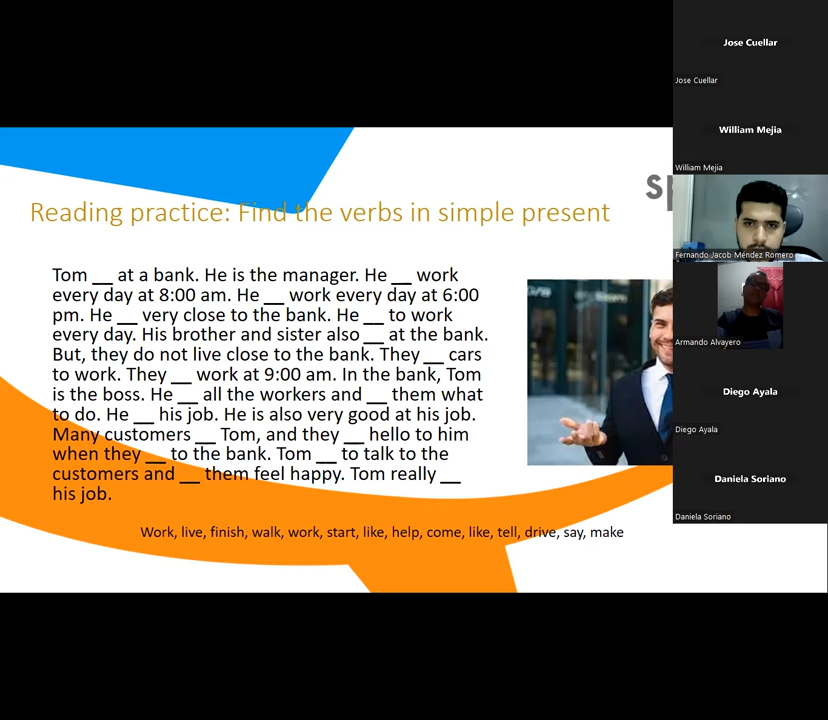 Reading practice: Find the verbs in simple present
Tom __ at a bank. He is the manager. He __ work
every day at 8:00 am. He __ work every day at 6:00
pm. He __ very close to the bank. He __ to work
every day. His brother and sister also __ at the bank.
But, they do not live close to the bank. They __ cars
to work. They __ work at 9:00 am. In the bank, Tom
is the boss. He __ all the workers and __ them what
to do. He __ his job. He is also very good at his job.
Many customers __ Tom, and they __ hello to him
when they __ to the bank. Tom __ to talk to the
customers and __ them feel happy. Tom really __
his job.
Work, live, finish, walk, work, start, like, help, come, like, tell, drive, say, make
Jose Cuellar
Jose Cuellar
William Mejia
William Mejia
Fernando Jacob Méndez Romero
Armando Alvayero
Diego Ayala
Diego Ayala
Daniela Soriano
Daniela Soriano